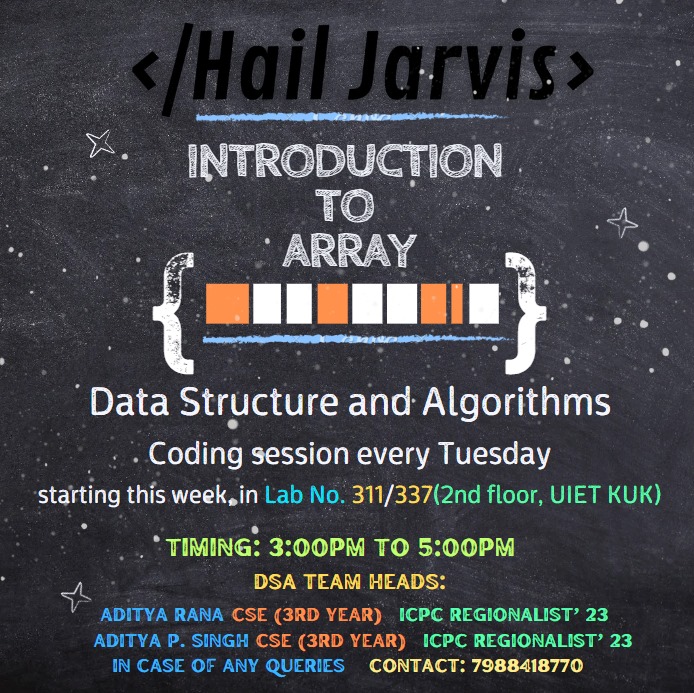 </Hail Jarvis>
INTRODUCTION
TO
ARRAY
{ }
Data Structure and Algorithms
Coding session every Tuesday
starting this week, in Lab No. 311/337(2nd floor, UIET KUK)
TIMING: 3:00PM TO 5:00PM
DSA TEAM HEADS:
ADITYA RANA CSE (3RD YEAR) ICPC REGIONALIST' 23
ADITYA P. SINGH CSE (3RD YEAR) ICPC REGIONALIST' 23
IN CASE OF ANY QUERIES CONTACT: 7988418770